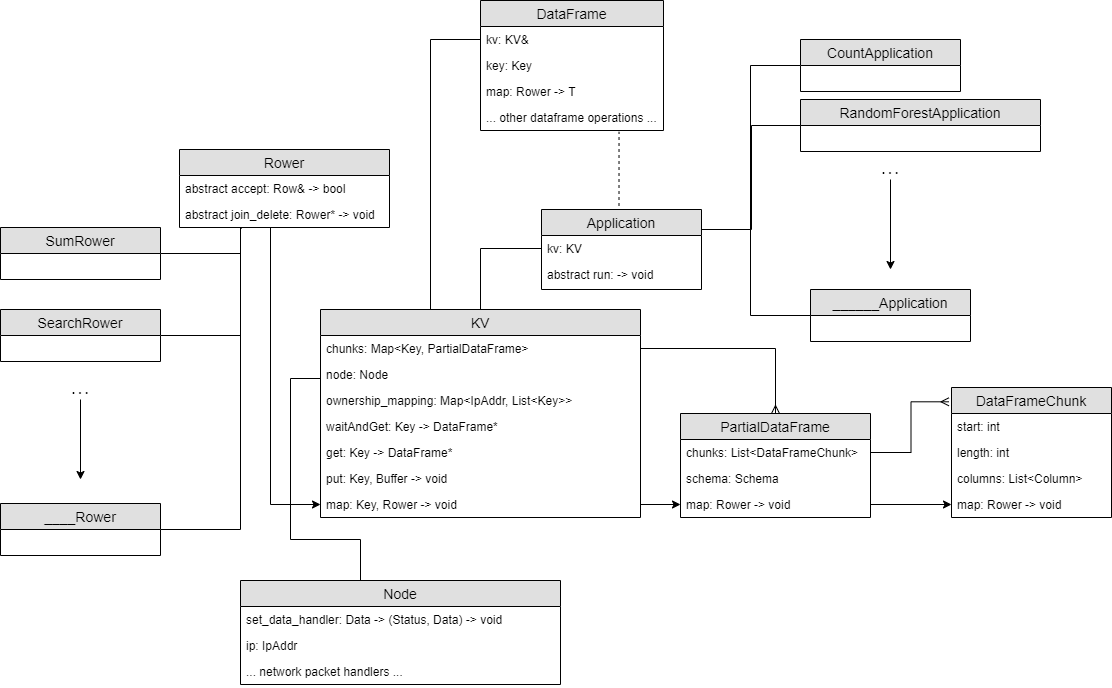 DataFrame
kv: KV&
key: Key
map: Rower -> T
... other dataframe operations ...
CountApplication
RandomForestApplication
...
______Application
Rower
abstract accept: Row& -> bool
abstract join_delete: Rower* -> void
Application
kv: KV
abstract run: -> void
SumRower
SearchRower
...
____Rower
KV
chunks: Map<Key, PartialDataFrame>
node: Node
ownership_mapping: Map<IpAddr, List<Key>>
waitAndGet: Key -> DataFrame*
get: Key -> DataFrame*
put: Key, Buffer -> void
map: Key, Rower -> void
PartialDataFrame
chunks: List<DataFrameChunk>
schema: Schema
map: Rower -> void
DataFrameChunk
start: int
length: int
columns: List<Column>
map: Rower -> void
Node
set_data_handler: Data -> (Status, Data) -> void
ip: IpAddr
... network packet handlers ...